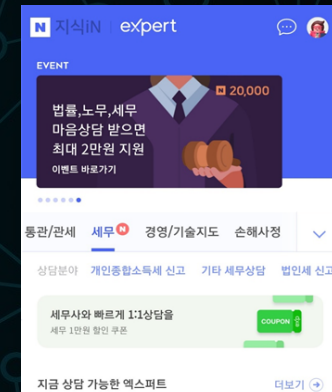 N 지식iN expert
EVENT
N 20,000
법률,노무,세무
마음상담 받으면
최대 2만원 지원
이벤트 바로가기
통관/관세 세무 N 경영/기술지도 손해사정
상담분야 개인종합소득세 신고 기타 세무상담 법인세 신고
세무사와 빠르게 1:1상담을
세무 1만원 할인 쿠폰
COUPON
지금 상담 가능한 엑스퍼트
더보기